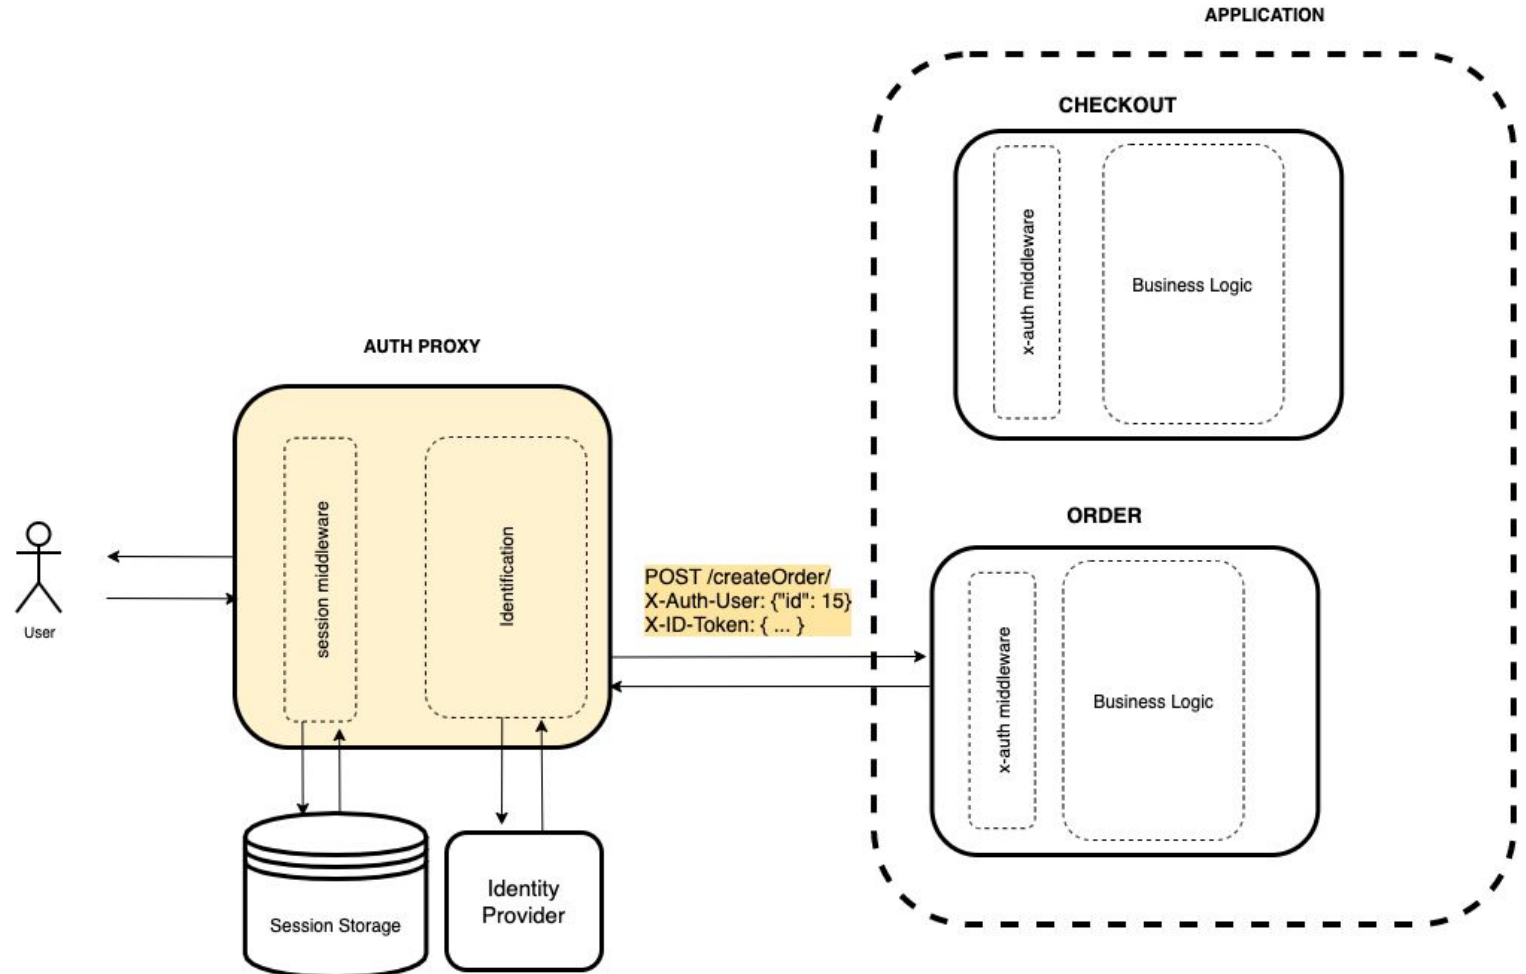 APPLICATION
CHECKOUT
x-auth middleware
Business Logic
AUTH PROXY
session middleware
Identification
User
POST /createOrder/
X-Auth-User: {"id": 15}
X-ID-Token: { ... }
ORDER
x-auth middleware
Business Logic
Session Storage
Identity
Provider